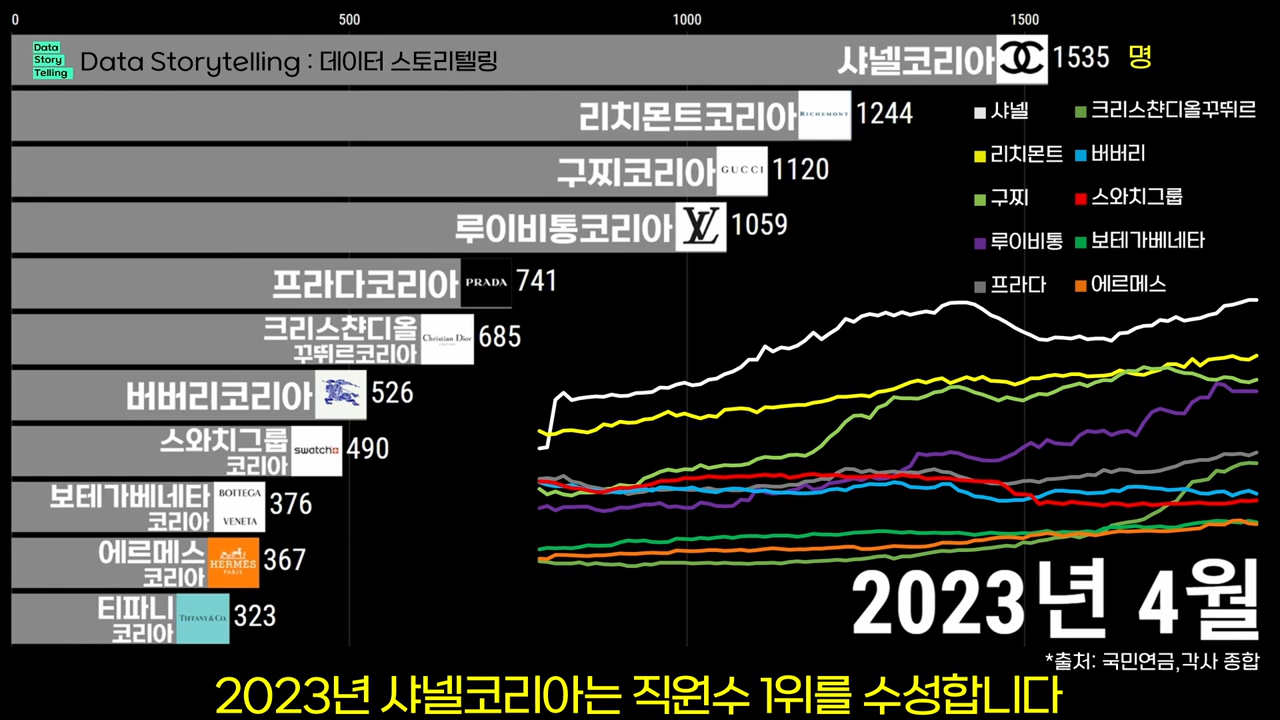 0 500 1000 1500
Data
Story
Telling
Data Storytelling : 데이터 스토리텔링
샤넬코리아 1535 명
리치몬트코리아 RICHEMONT 1244
구찌코리아 GUCCI 1120
루이비통코리아 LV 1059
프라다코리아 PRADA 741
크리스챤디올
꾸뛰르코리아 Christian Dior 685
버버리코리아 526
스와치그룹
코리아 swatch 490
보테가베네타
코리아 BOTTEGA
VENETA 376
에르메스
코리아 HERMES
PARIS 367
티파니
코리아 TIFFANY & CO. 323
샤넬 크리스챤디올꾸뛰르
리치몬트 버버리
구찌 스와치그룹
루이비통 보테가베네타
프라다 에르메스
2023년 4월
*출처: 국민연금,각사 종합
2023년 샤넬코리아는 직원수 1위를 수성합니다